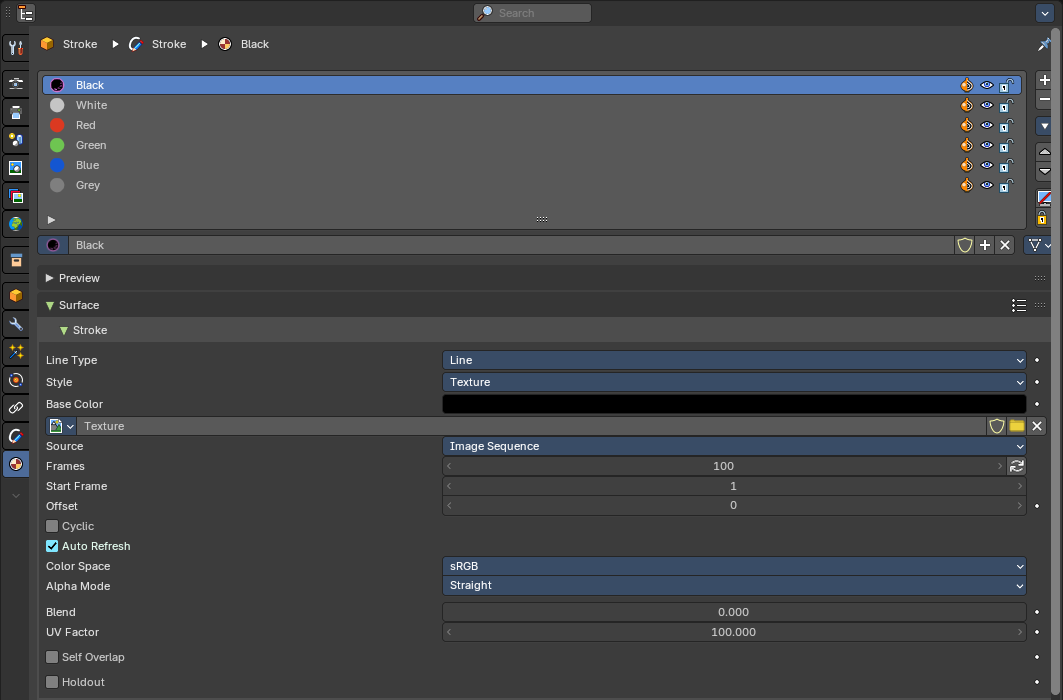 Search
Stroke Stroke Black
Black
White
Red
Green
Blue
Grey
Black
Preview
Surface
Stroke
Line Type Line
Style Texture
Base Color
Texture
Source Image Sequence
Frames 100
Start Frame 1
Offset 0
Cyclic
Auto Refresh
Color Space sRGB
Alpha Mode Straight
Blend 0.000
UV Factor 100.000
Self Overlap
Holdout